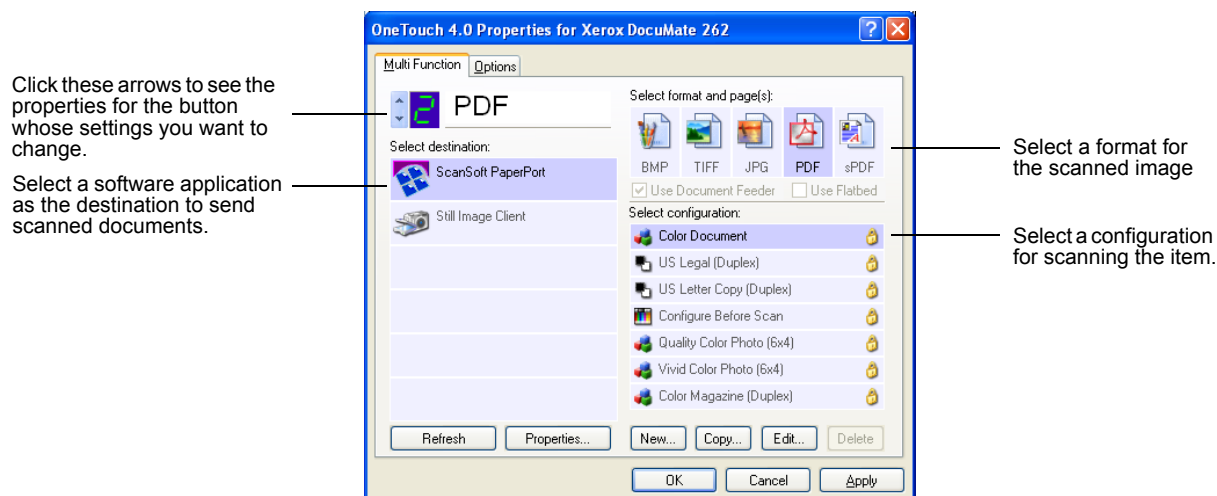 OneTouch 4.0 Properties for Xerox DocuMate 262
Multi Function
Options
Click these arrows to see the
properties for the button
whose settings you want to
change.
Select a software application
as the destination to send
scanned documents.
2
PDF
Select destination:
ScanSoft PaperPort
Still Image Client
Refresh
Properties...
Select format and page(s):
BMP
TIFF
JPG
PDF
sPDF
Use Document Feeder
Use Flatbed
Select configuration:
Color Document
US Legal (Duplex)
US Letter Copy (Duplex)
Configure Before Scan
Quality Color Photo (6x4)
Vivid Color Photo (6x4)
Color Magazine (Duplex)
New...
Copy...
Edit...
Delete
OK
Cancel
Apply
Select a format for
the scanned image
Select a configuration
for scanning the item.